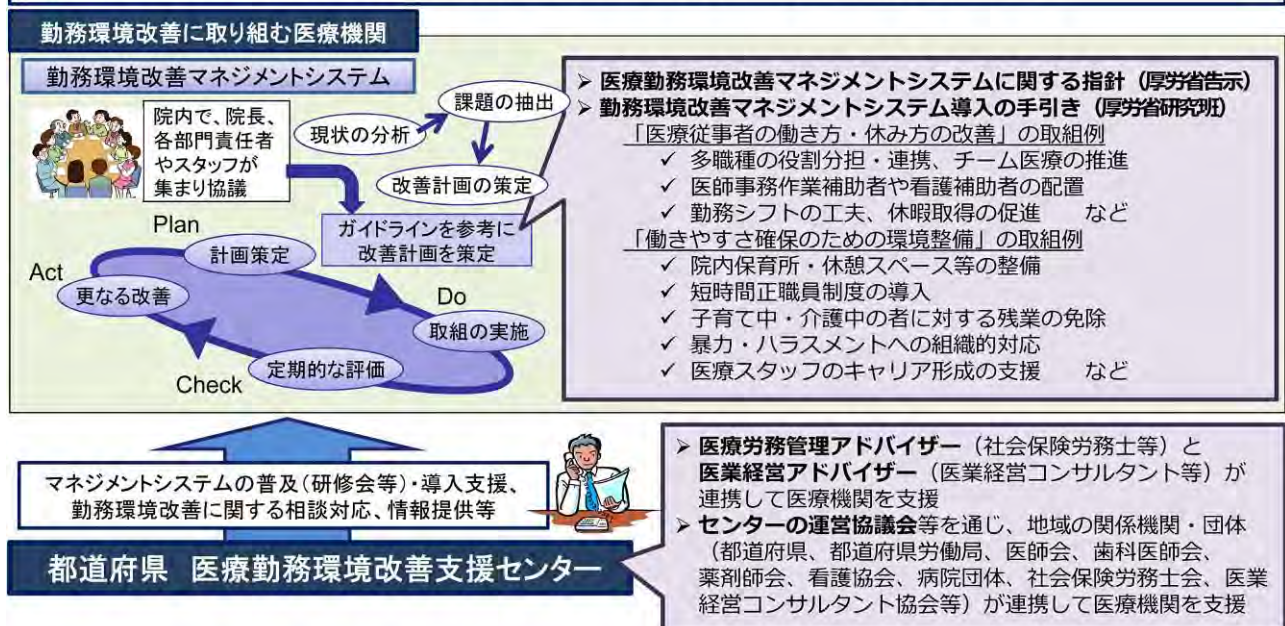 勤務環境改善に取り組む医療機関
勤務環境改善マネジメントシステム
院内で、院長、
各部門責任者
やスタッフが
集まり協議
現状の分析
課題の抽出
改善計画の策定
ガイドラインを参考に
改善計画を策定
Plan
計画策定
Act
更なる改善
Do
取組の実施
定期的な評価
Check
➢ 医療勤務環境改善マネジメントシステムに関する指針（厚労省告示）
➢ 勤務環境改善マネジメントシステム導入の手引き（厚労省研究班）
「医療従事者の働き方・休み方の改善」の取組例
✓ 多職種の役割分担・連携、チーム医療の推進
✓ 医師事務作業補助者や看護補助者の配置
✓ 勤務シフトの工夫、休暇取得の促進　など
「働きやすさ確保のための環境整備」の取組例
✓ 院内保育所・休憩スペース等の整備
✓ 短時間正職員制度の導入
✓ 子育て中・介護中の者に対する残業の免除
✓ 暴力・ハラスメントへの組織的対応
✓ 医療スタッフのキャリア形成の支援　など
マネジメントシステムの普及（研修会等）・導入支援、
勤務環境改善に関する相談対応、情報提供等
都道府県　医療勤務環境改善支援センター
➢ 医療労務管理アドバイザー（社会保険労務士等）と
医業経営アドバイザー（医業経営コンサルタント等）が
連携して医療機関を支援
➢ センターの運営協議会等を通じ、地域の関係機関・団体
（都道府県、都道府県労働局、医師会、歯科医師会、
薬剤師会、看護協会、病院団体、社会保険労務士会、医業
経営コンサルタント協会等）が連携して医療機関を支援